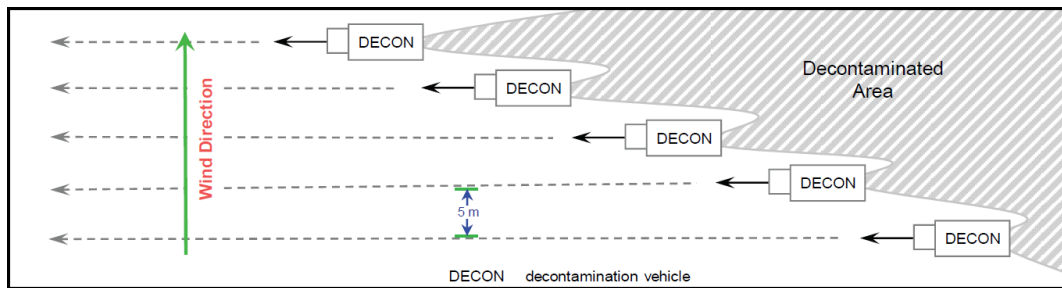 DECON
DECON
Decontaminated
Area
DECON
DECON
DECON
Wind Direction
5 m
DECON decontamination vehicle